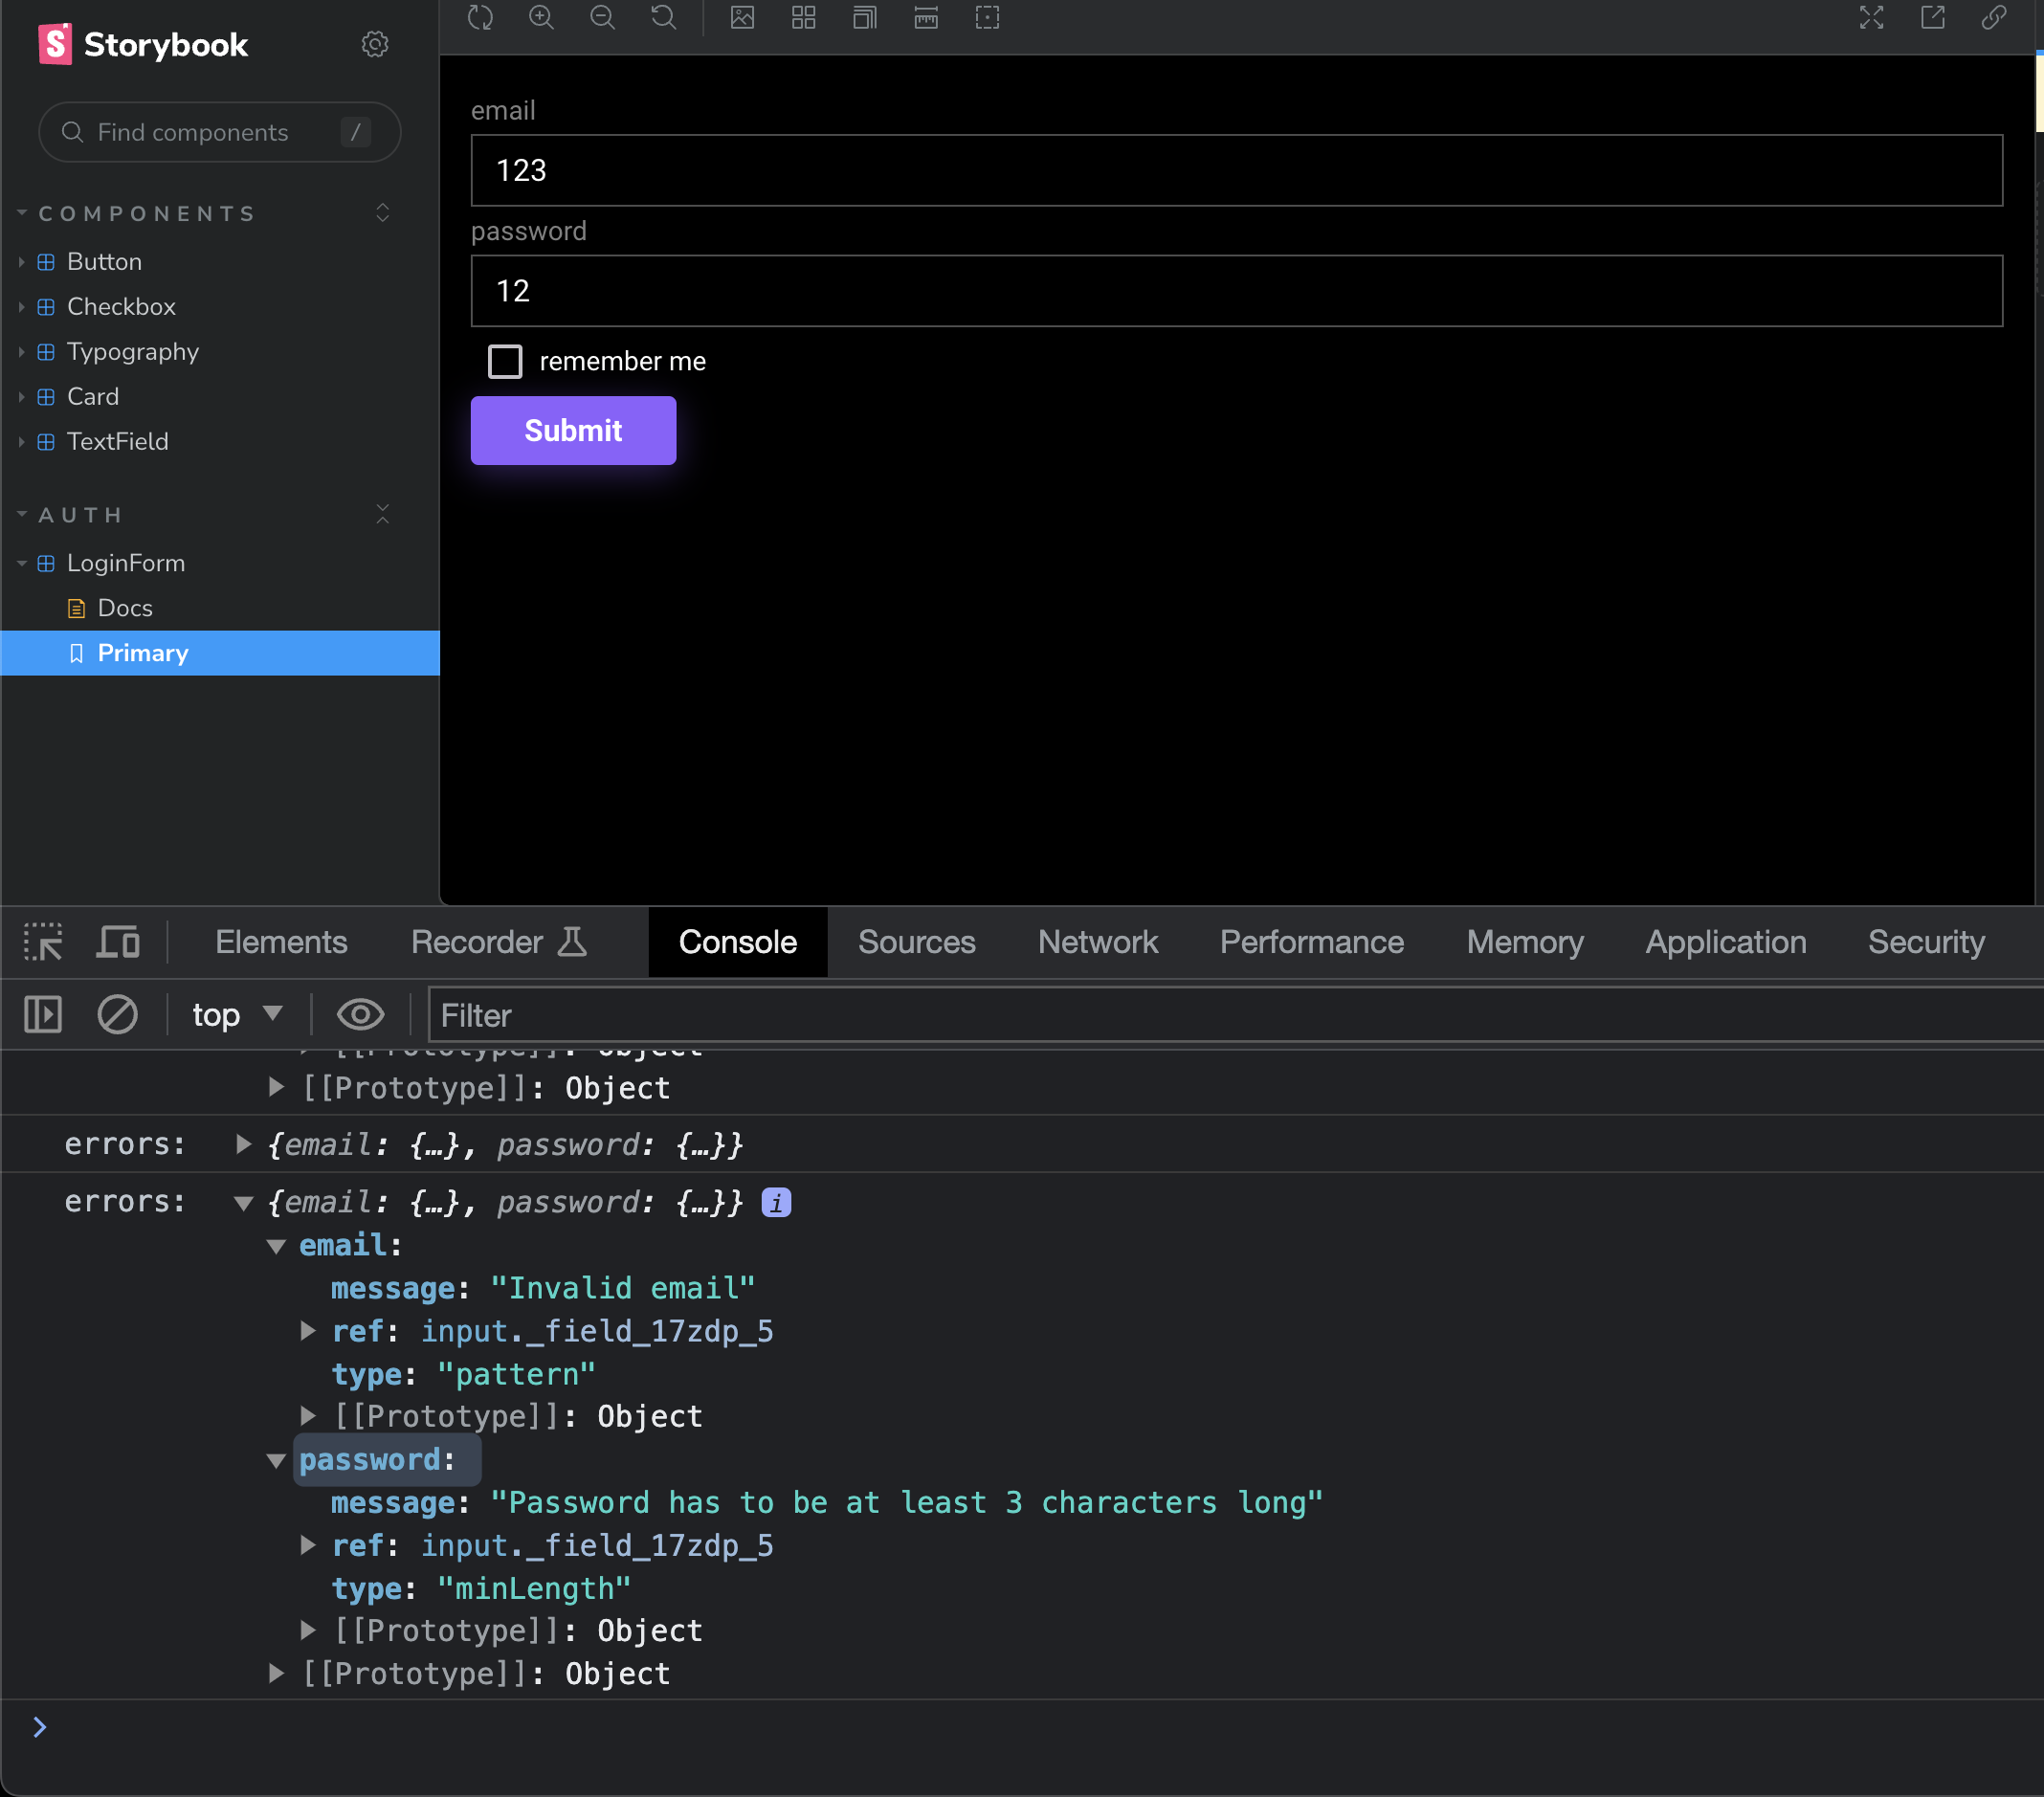 Storybook
Find components /
COMPONENTS
Button
Checkbox
Typography
Card
TextField
AUTH
LoginForm
Docs
Primary
email
123
password
12
remember me
Submit
Elements Recorder Console Sources Network Performance Memory Application Security
top Filter
[[Prototype]]: Object
[[Prototype]]: Object
errors: {email: {…}, password: {…}}
errors: {email: {…}, password: {…}} i
email:
message: "Invalid email"
ref: input._field_17zdp_5
type: "pattern"
[[Prototype]]: Object
password:
message: "Password has to be at least 3 characters long"
ref: input._field_17zdp_5
type: "minLength"
[[Prototype]]: Object
[[Prototype]]: Object